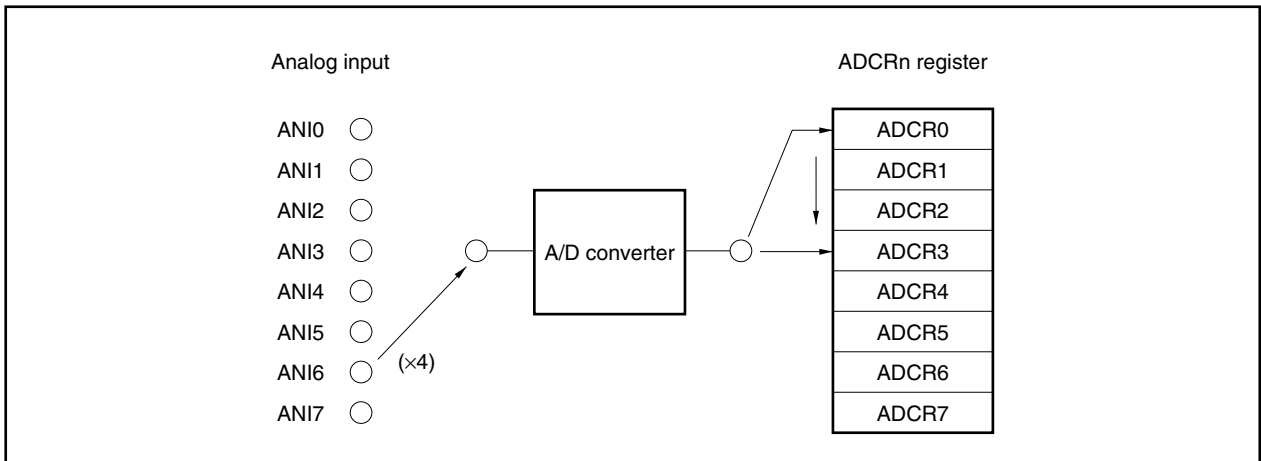 Analog input
ADCRn register
ANI0
ADCR0
ANI1
ADCR1
ANI2
ADCR2
ANI3
A/D converter
ADCR3
ANI4
ADCR4
ANI5
ADCR5
ANI6
(×4)
ADCR6
ANI7
ADCR7